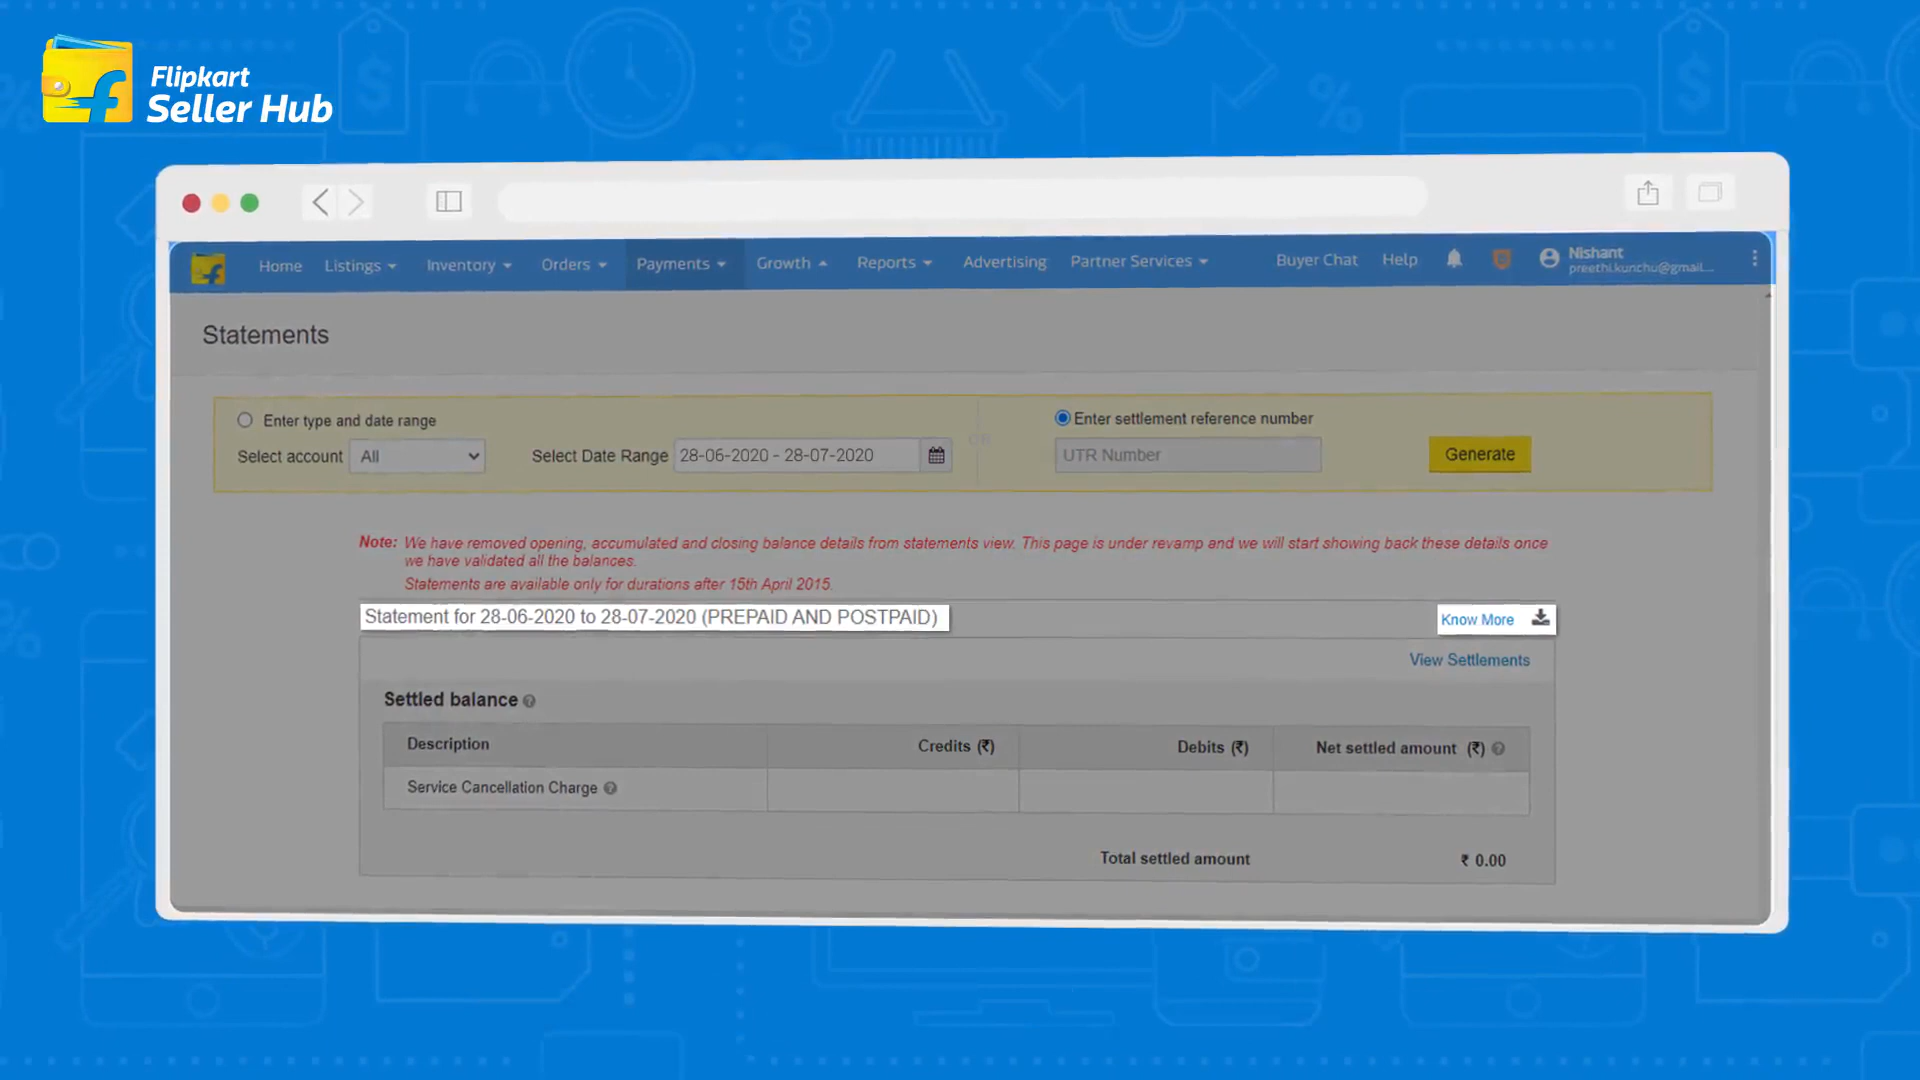 Flipkart
Seller Hub
Home Listings Inventory Orders Payments Growth Reports Advertising Partner Services Buyer Chat Help Nishant
preethi.kunchu@gmail....
Statements
Enter type and date range
Enter settlement reference number
Select account All Select Date Range 28-06-2020 - 28-07-2020 OR UTR Number Generate
Note: We have removed opening, accumulated and closing balance details from statements view. This page is under revamp and we will start showing back these details once
we have validated all the balances.
Statements are available only for durations after 15th April 2015.
Statement for 28-06-2020 to 28-07-2020 (PREPAID AND POSTPAID) Know More
View Settlements
Settled balance
Description Credits (₹) Debits (₹) Net settled amount (₹)
Service Cancellation Charge
Total settled amount ₹ 0.00